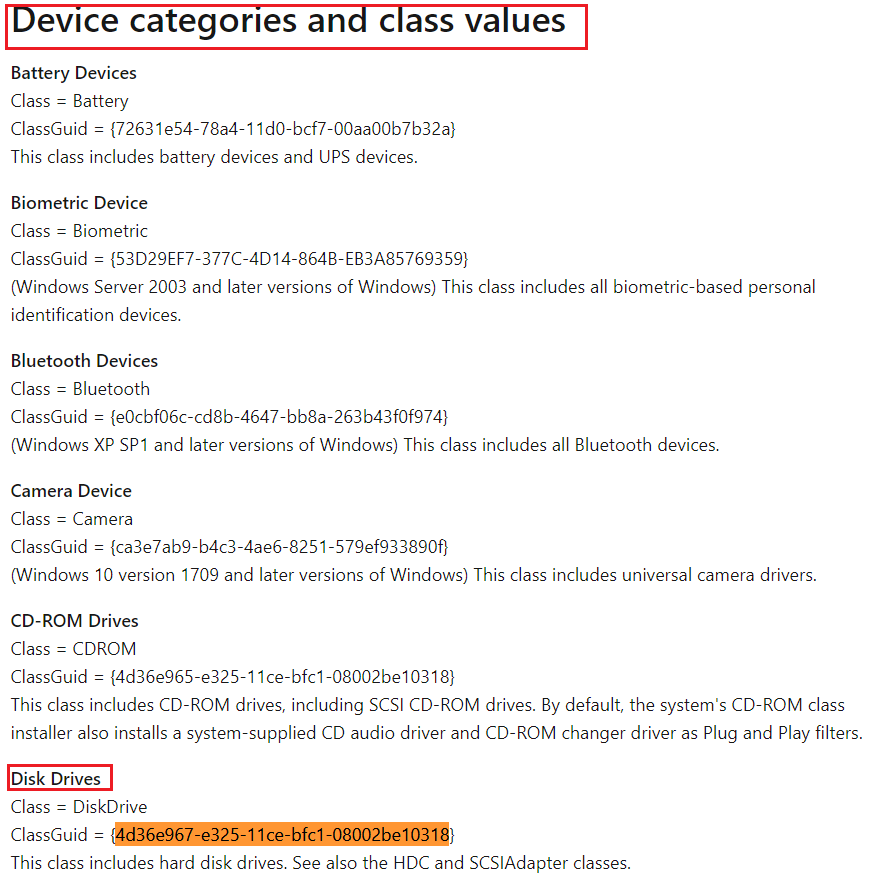 Device categories and class values
Battery Devices
Class = Battery
ClassGuid = {72631e54-78a4-11d0-bcf7-00aa00b7b32a}
This class includes battery devices and UPS devices.
Biometric Device
Class = Biometric
ClassGuid = {53D29EF7-377C-4D14-864B-EB3A85769359}
(Windows Server 2003 and later versions of Windows) This class includes all biometric-based personal
identification devices.
Bluetooth Devices
Class = Bluetooth
ClassGuid = {e0cbf06c-cd8b-4647-bb8a-263b43f0f974}
(Windows XP SP1 and later versions of Windows) This class includes all Bluetooth devices.
Camera Device
Class = Camera
ClassGuid = {ca3e7ab9-b4c3-4ae6-8251-579ef933890f}
(Windows 10 version 1709 and later versions of Windows) This class includes universal camera drivers.
CD-ROM Drives
Class = CDROM
ClassGuid = {4d36e965-e325-11ce-bfc1-08002be10318}
This class includes CD-ROM drives, including SCSI CD-ROM drives. By default, the system's CD-ROM class
installer also installs a system-supplied CD audio driver and CD-ROM changer driver as Plug and Play filters.
Disk Drives
Class = DiskDrive
ClassGuid = {4d36e967-e325-11ce-bfc1-08002be10318}
This class includes hard disk drives. See also the HDC and SCSIAdapter classes.